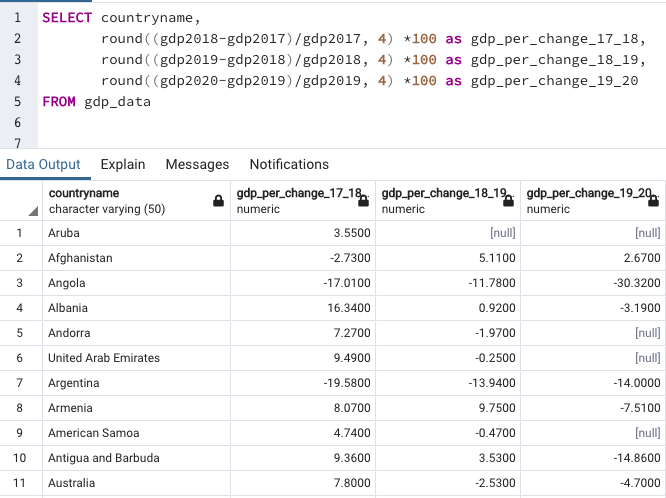 1 SELECT countryname,
2 round((gdp2018-gdp2017)/gdp2017, 4) *100 as gdp_per_change_17_18,
3 round((gdp2019-gdp2018)/gdp2018, 4) *100 as gdp_per_change_18_19,
4 round((gdp2020-gdp2019)/gdp2019, 4) *100 as gdp_per_change_19_20
5 FROM gdp_data
6
7
Data Output Explain Messages Notifications
countryname gdp_per_change_17_18 gdp_per_change_18_19 gdp_per_change_19_20
character varying (50) numeric numeric numeric
1 Aruba 3.5500 [null] [null]
2 Afghanistan -2.7300 5.1100 2.6700
3 Angola -17.0100 -11.7800 -30.3200
4 Albania 16.3400 0.9200 -3.1900
5 Andorra 7.2700 -1.9700 [null]
6 United Arab Emirates 9.4900 -0.2500 [null]
7 Argentina -19.5800 -13.9400 -14.0000
8 Armenia 8.0700 9.7500 -7.5100
9 American Samoa 4.7400 -0.4700 [null]
10 Antigua and Barbuda 9.3600 3.5300 -14.8600
11 Australia 7.8000 -2.5300 -4.7000